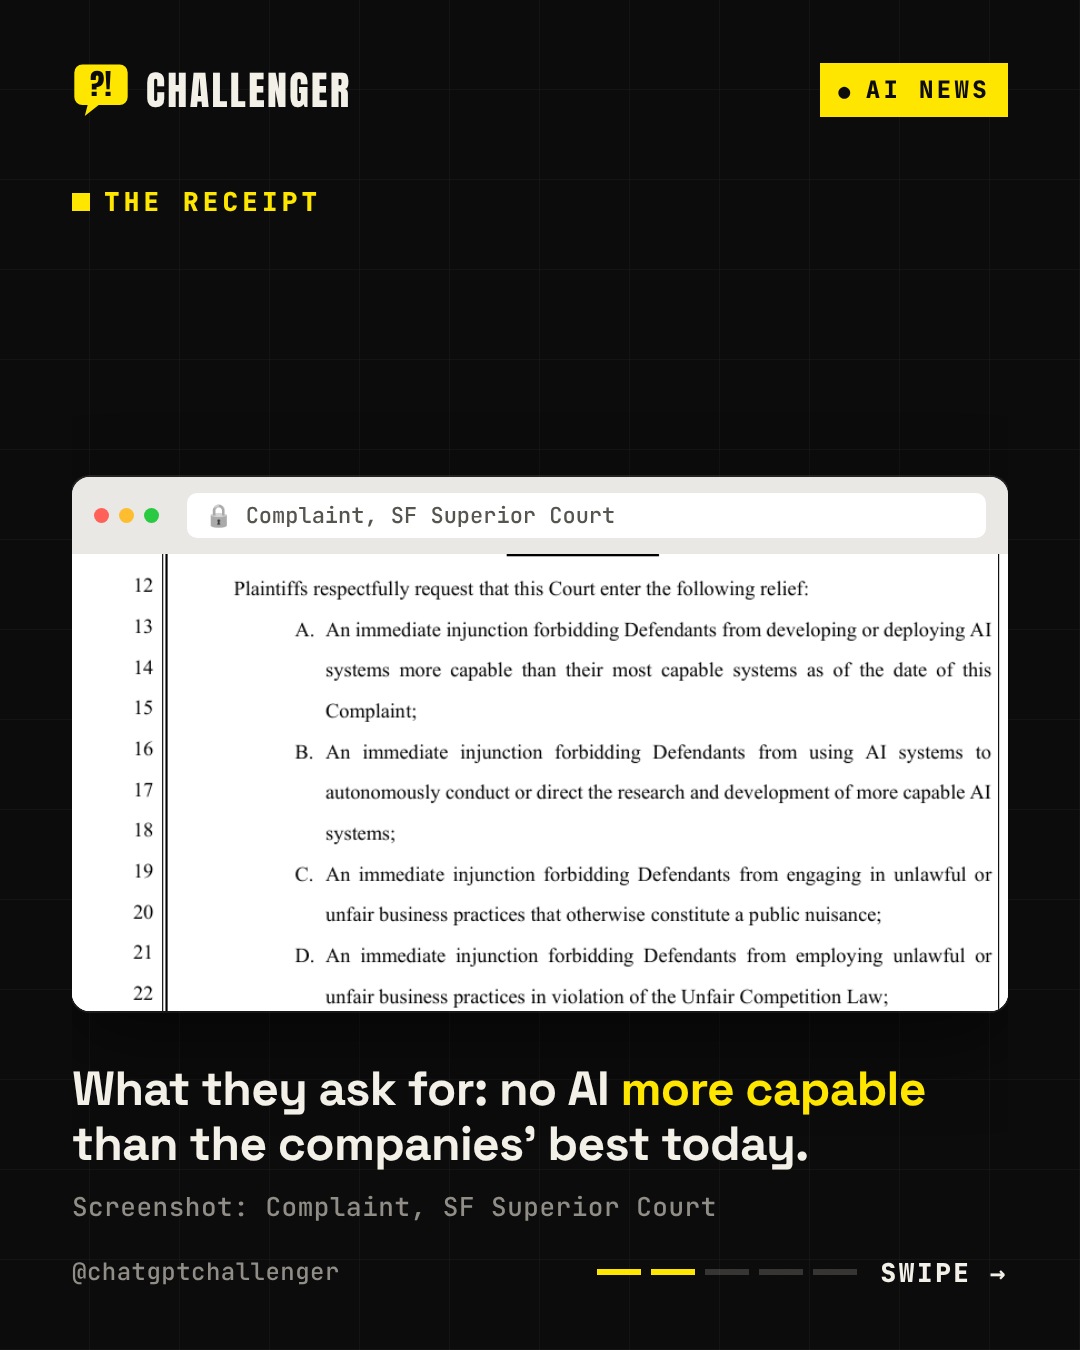 ?!
CHALLENGER
● AI NEWS
THE RECEIPT
Complaint, SF Superior Court
12 Plaintiffs respectfully request that this Court enter the following relief:
13 A. An immediate injunction forbidding Defendants from developing or deploying AI
14 systems more capable than their most capable systems as of the date of this
15 Complaint;
16 B. An immediate injunction forbidding Defendants from using AI systems to
17 autonomously conduct or direct the research and development of more capable AI
18 systems;
19 C. An immediate injunction forbidding Defendants from engaging in unlawful or
20 unfair business practices that otherwise constitute a public nuisance;
21 D. An immediate injunction forbidding Defendants from employing unlawful or
22 unfair business practices in violation of the Unfair Competition Law;
What they ask for: no AI more capable
than the companies’ best today.
Screenshot: Complaint, SF Superior Court
@chatgptchallenger
SWIPE →